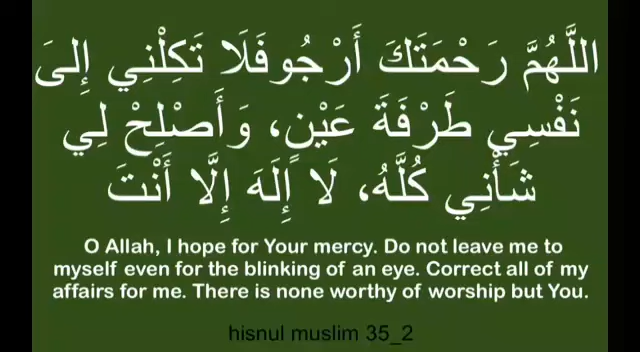 اللَّهُمَّ رَحْمَتَكَ أَرْجُو فَلَا تَكِلْنِي إِلىَ
نَفْسِي طَرْفَةَ عَيْنٍ، وَأَصْلِحْ لِي
شَأْنِي كُلَّهُ، لَا إِلَهَ إِلَّا أَنْتَ
O Allah, I hope for Your mercy. Do not leave me to
myself even for the blinking of an eye. Correct all of my
affairs for me. There is none worthy of worship but You.
hisnul muslim 35_2